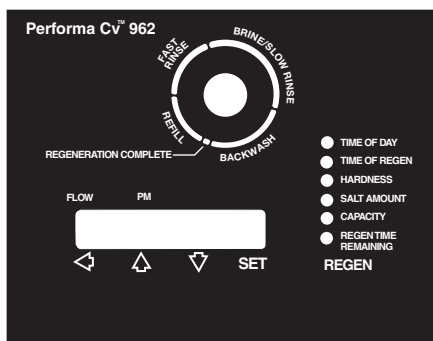 Performa Cv™ 962
FAST
RINSE
BRINE/SLOW RINSE
REFILL
BACKWASH
REGENERATION COMPLETE
TIME OF DAY
TIME OF REGEN
HARDNESS
SALT AMOUNT
CAPACITY
REGEN TIME
REMAINING
FLOW PM
SET REGEN